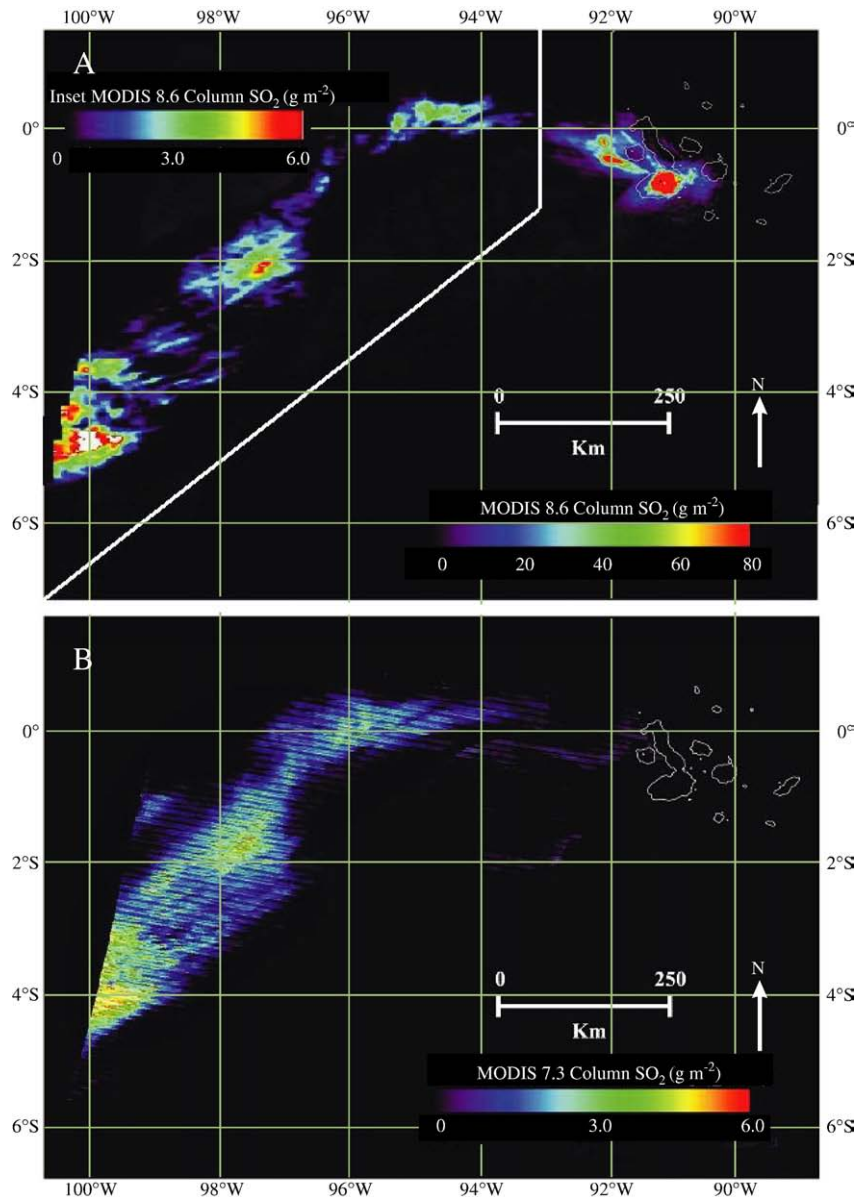 100°W 98°W 96°W 94°W 92°W 90°W
A
Inset MODIS 8.6 Column SO₂ (g m⁻²)
0 3.0 6.0
0° 0°
2°S 2°S
4°S 4°S
0 250
Km
N
MODIS 8.6 Column SO₂ (g m⁻²)
0 20 40 60 80
6°S 6°S
B
0° 0°
2°S 2°S
4°S 4°S
0 250
Km
N
MODIS 7.3 Column SO₂ (g m⁻²)
0.0 3.0 6.0
6°S 6°S
100°W 98°W 96°W 94°W 92°W 90°W